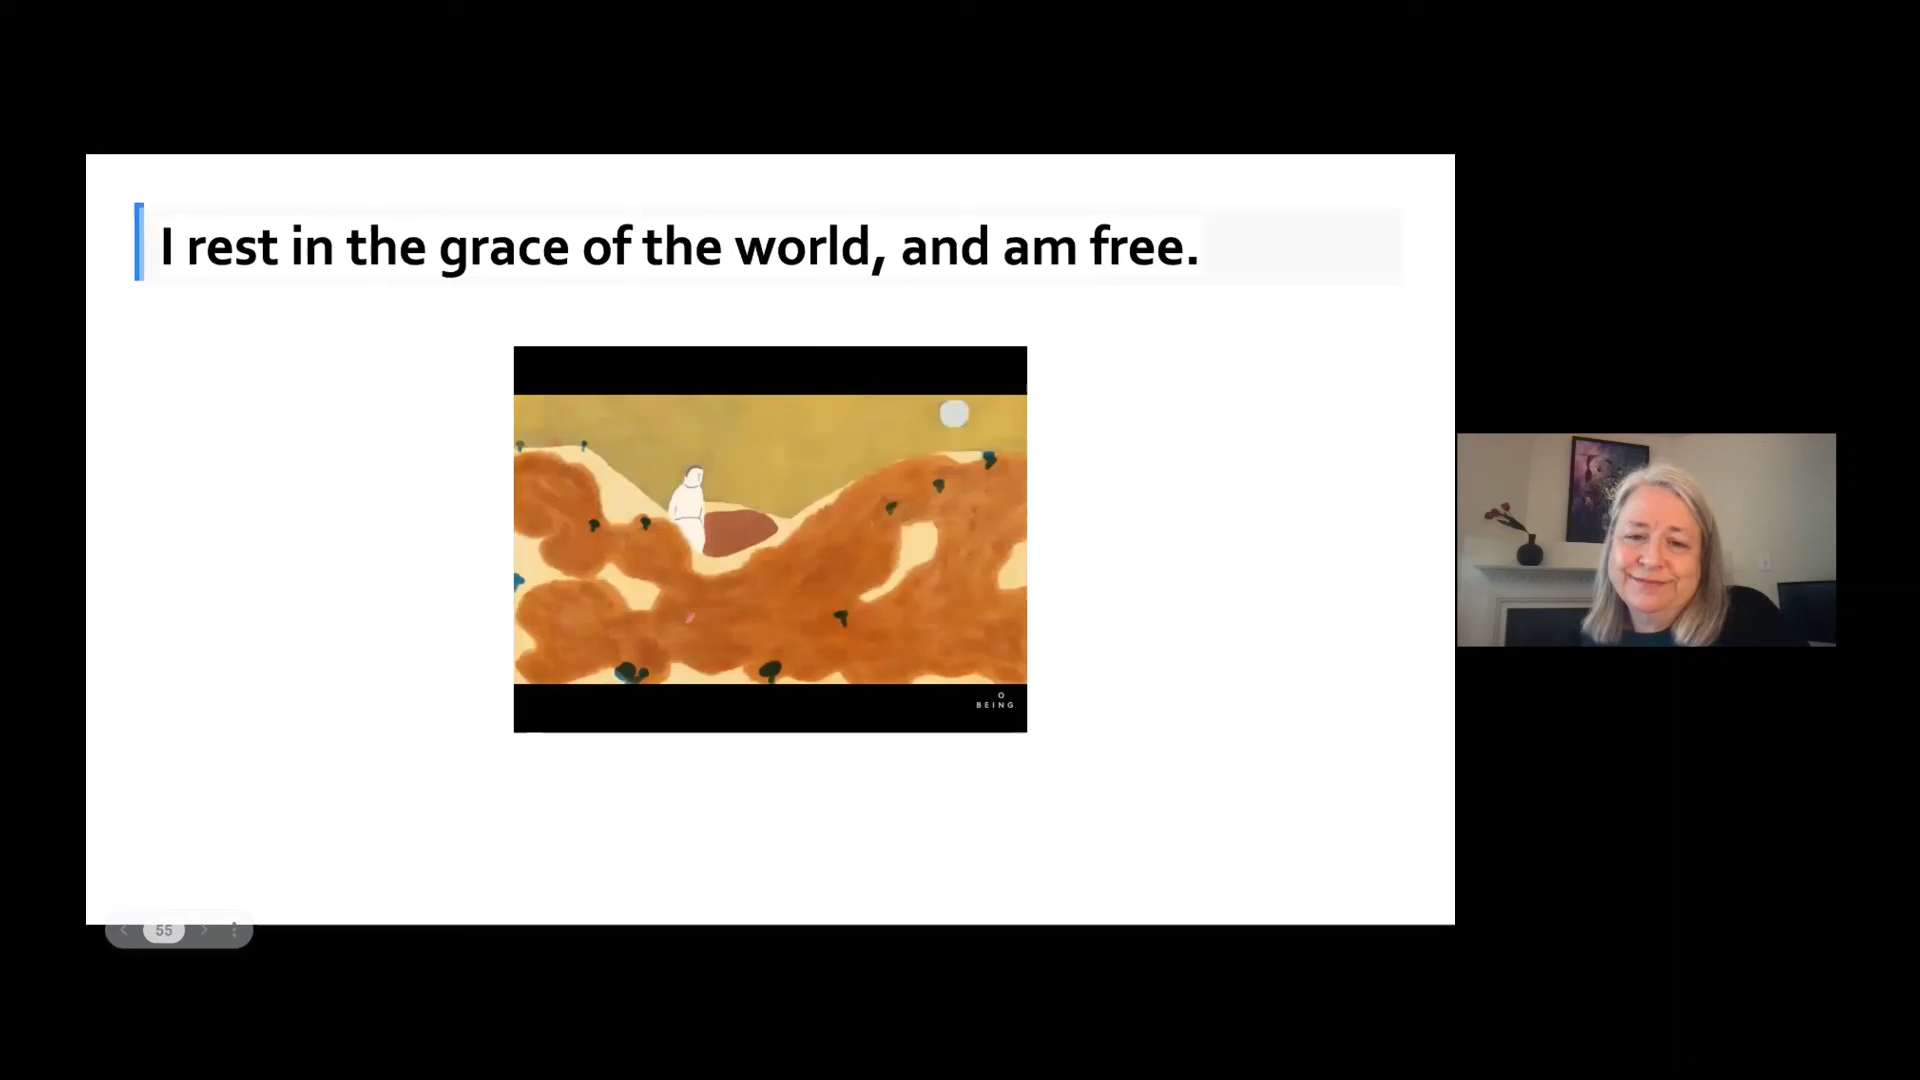 I rest in the grace of the world, and am free.
BEING
55